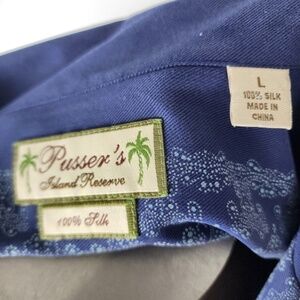 Pusser's
Island Reserve
100% Silk
L
100% SILK
MADE IN
CHINA